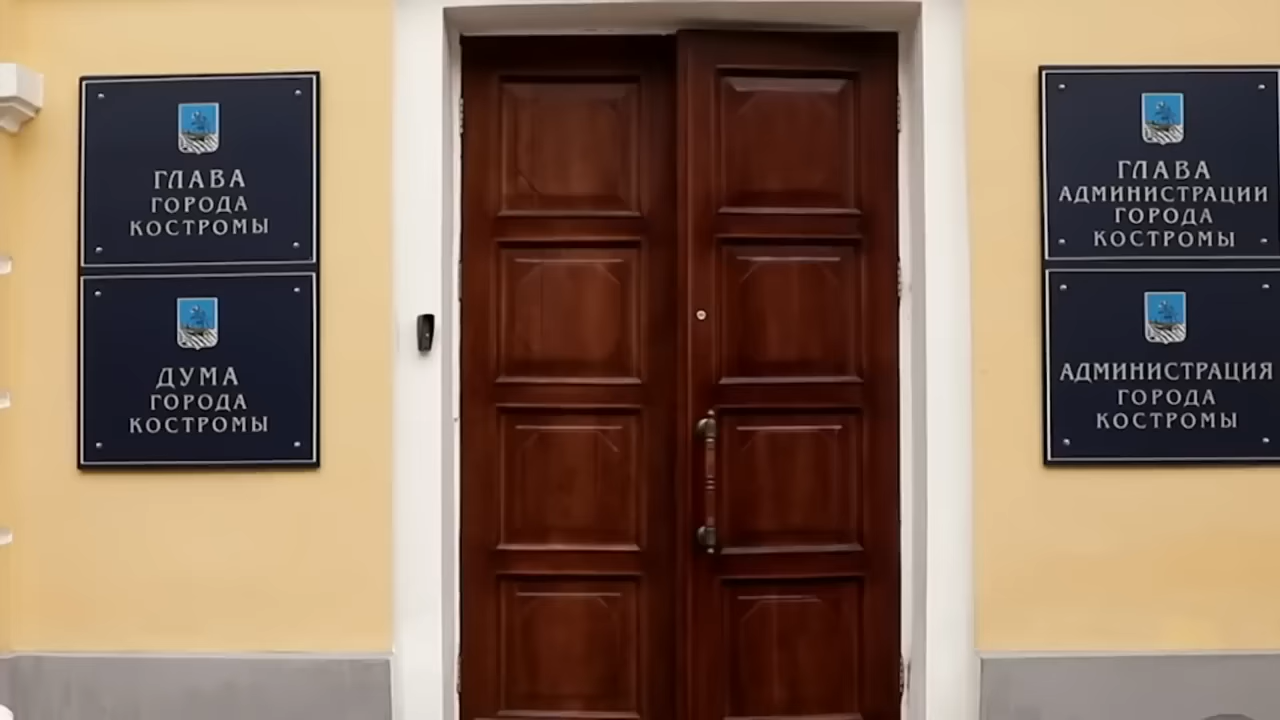 ГЛАВА
ГОРОДА
КОСТРОМЫ
ДУМА
ГОРОДА
КОСТРОМЫ
ГЛАВА
АДМИНИСТРАЦИИ
ГОРОДА
КОСТРОМЫ
АДМИНИСТРАЦИЯ
ГОРОДА
КОСТРОМЫ